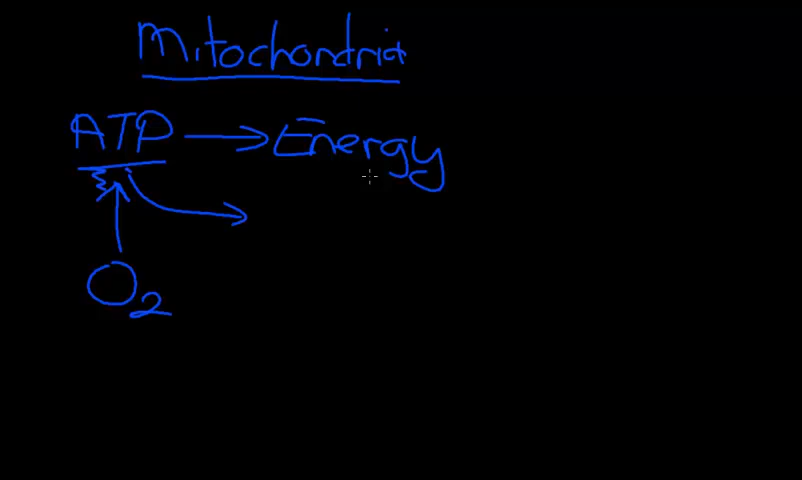 Mitochondria
ATP → Energy
O2